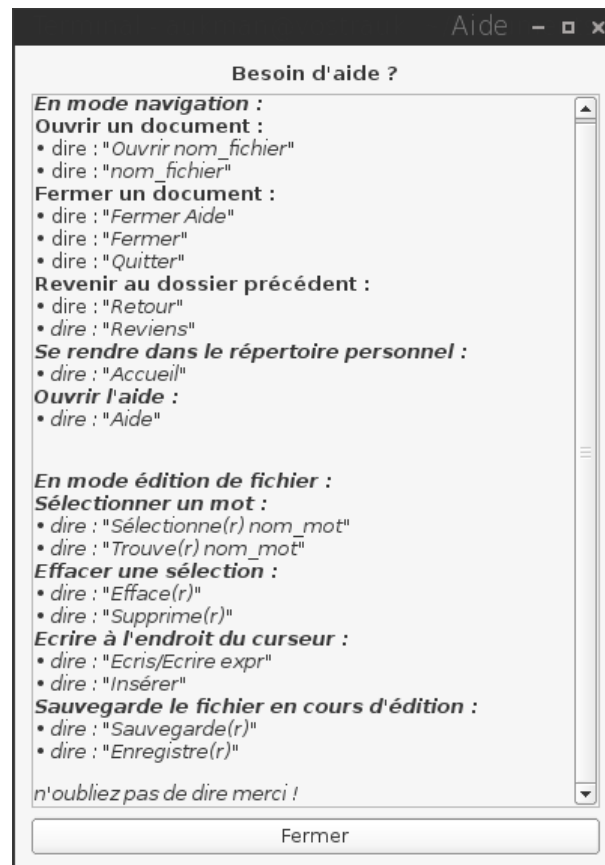 Aide
Besoin d'aide ?
En mode navigation :
Ouvrir un document :
• dire : "Ouvrir nom_fichier"
• dire : "nom_fichier"
Fermer un document :
• dire : "Fermer Aide"
• dire : "Fermer"
• dire : "Quitter"
Revenir au dossier précédent :
• dire : "Retour"
• dire : "Reviens"
Se rendre dans le répertoire personnel :
• dire : "Accueil"
Ouvrir l'aide :
• dire : "Aide"
En mode édition de fichier :
Sélectionner un mot :
• dire : "Sélectionne(r) nom_mot"
• dire : "Trouve(r) nom_mot"
Effacer une sélection :
• dire : "Efface(r)"
• dire : "Supprime(r)"
Ecrire à l'endroit du curseur :
• dire : "Ecris/Ecrire expr"
• dire : "Insérer"
Sauvegarde le fichier en cours d'édition :
• dire : "Sauvegarde(r)"
• dire : "Enregistre(r)"
n'oubliez pas de dire merci !
Fermer